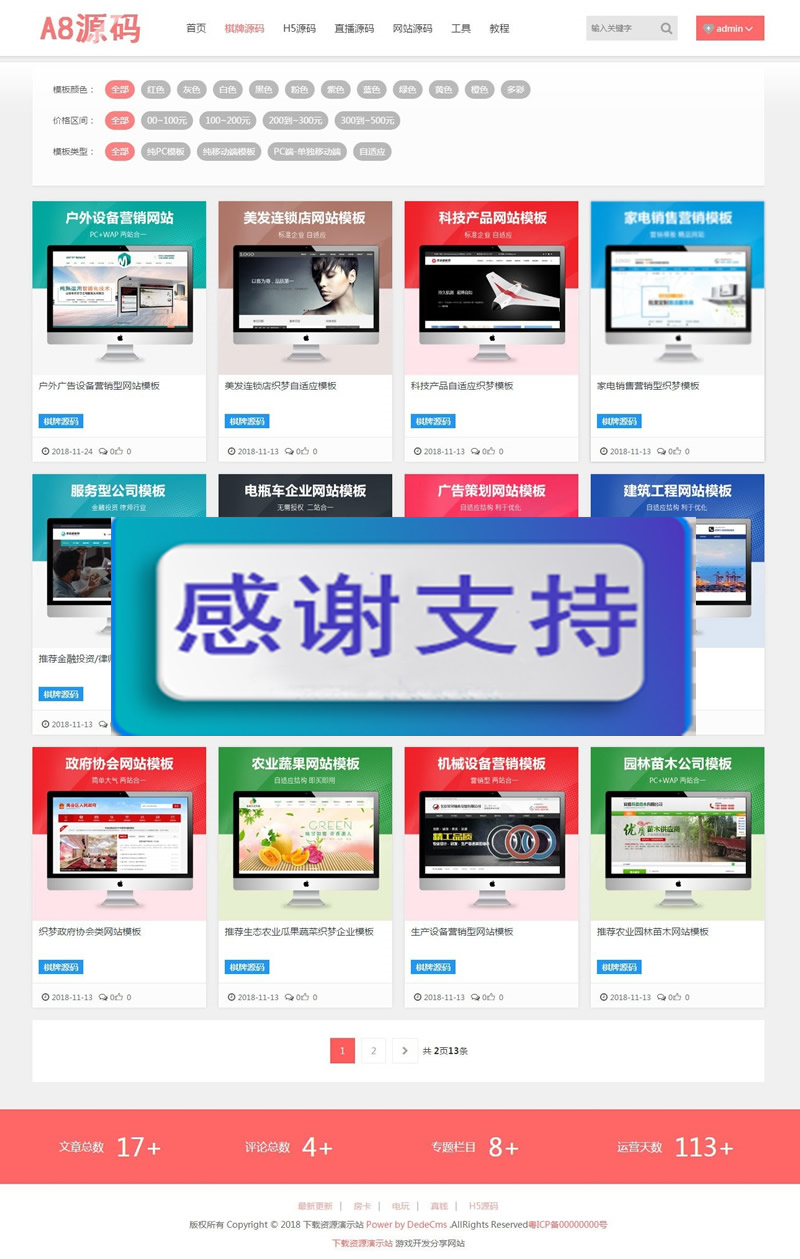 A8源码 首页 棋牌源码 H5源码 直播源码 网站源码 工具 教程 输入关键字 admin
模板颜色： 全部 红色 灰色 白色 黑色 粉色 紫色 蓝色 绿色 黄色 橙色 多彩
价格区间： 全部 00~100元 100~200元 200到~300元 300到~500元
模板类型： 全部 纯PC模板 纯移动端模板 PC端-单独移动端 自适应
户外设备营销网站 美发连锁店网站模板 科技产品网站模板 家电销售营销模板
PC+WAP 两站合一 标准企业 自适应 标准企业 自适应 营销模板 精品网站
户外广告设备营销型网站模板 美发连锁店织梦自适应模板 科技产品自适应织梦模板 家电销售营销型织梦模板
棋牌源码 棋牌源码 棋牌源码 棋牌源码
2018-11-24 0 0 2018-11-13 0 0 2018-11-13 0 0 2018-11-13 0 0
服务型公司模板 电瓶车企业网站模板 广告策划网站模板 建筑工程网站模板
金融投资 律师行业 无需授权 二站合一 自适应结构 利于优化 自适应结构 利于优化
感谢支持
推荐金融投资/律
棋牌源码
2018-11-13
政府协会网站模板 农业蔬果网站模板 机械设备营销模板 园林苗木公司模板
简单大气 两站合一 自适应结构 即买即用 营销型 两站合一 PC+WAP 两站合一
GREEN
精工品质
优质苗木供应商
织梦政府协会类网站模板 推荐生态农业瓜果蔬菜织梦企业模板 生产设备营销型网站模板 推荐农业园林苗木网站模板
棋牌源码 棋牌源码 棋牌源码 棋牌源码
2018-11-13 0 0 2018-11-13 0 0 2018-11-13 0 0 2018-11-13 0 0
1 2 共 2页13条
文章总数 17+ 评论总数 4+ 专题栏目 8+ 运营天数 113+
最新更新 | 房卡 | 电玩 | 真核 | H5源码
版权所有 Copyright © 2018 下载资源演示站 Power by DedeCms .AllRights Reserved粤ICP备00000000号
下载资源演示站 游戏开发分享网站